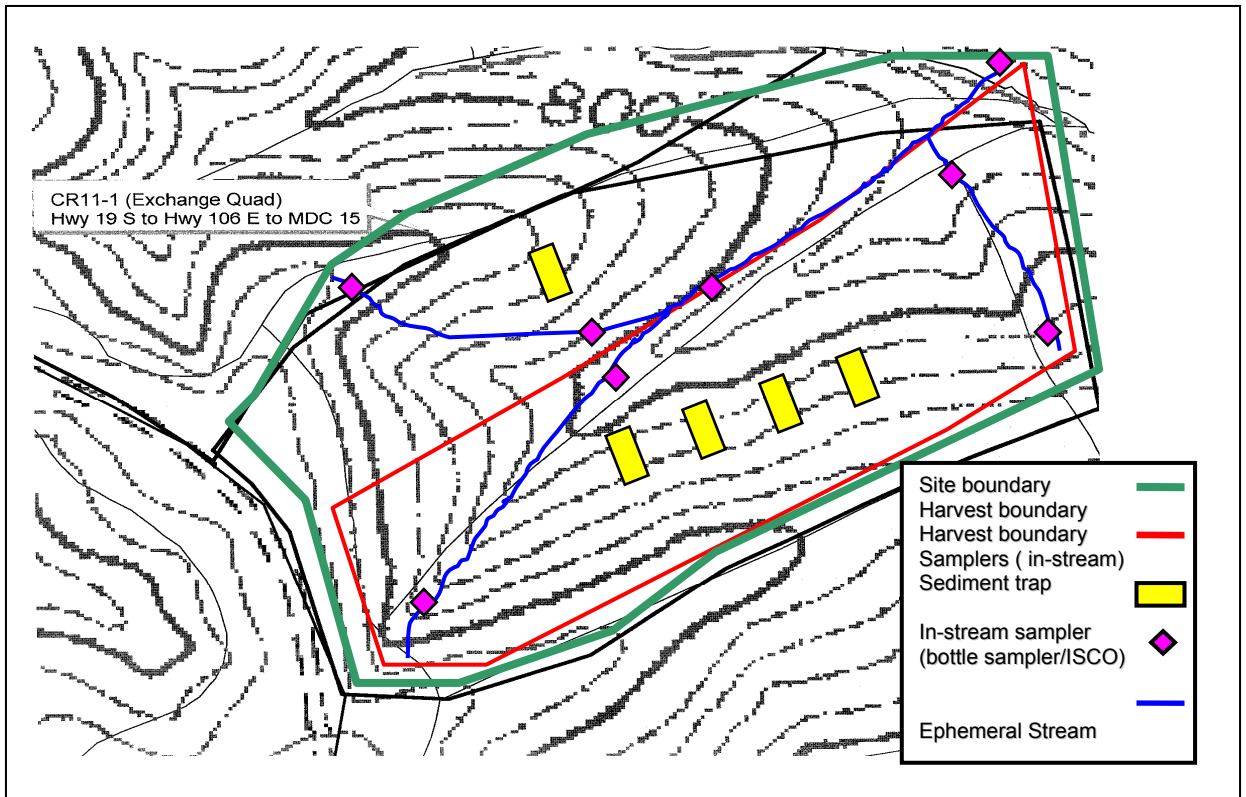 CR11-1 (Exchange Quad)
Hwy 19 S to Hwy 106 E to MDC 15
Site boundary
Harvest boundary
Harvest boundary
Samplers ( in-stream)
Sediment trap
In-stream sampler
(bottle sampler/ISCO)
Ephemeral Stream